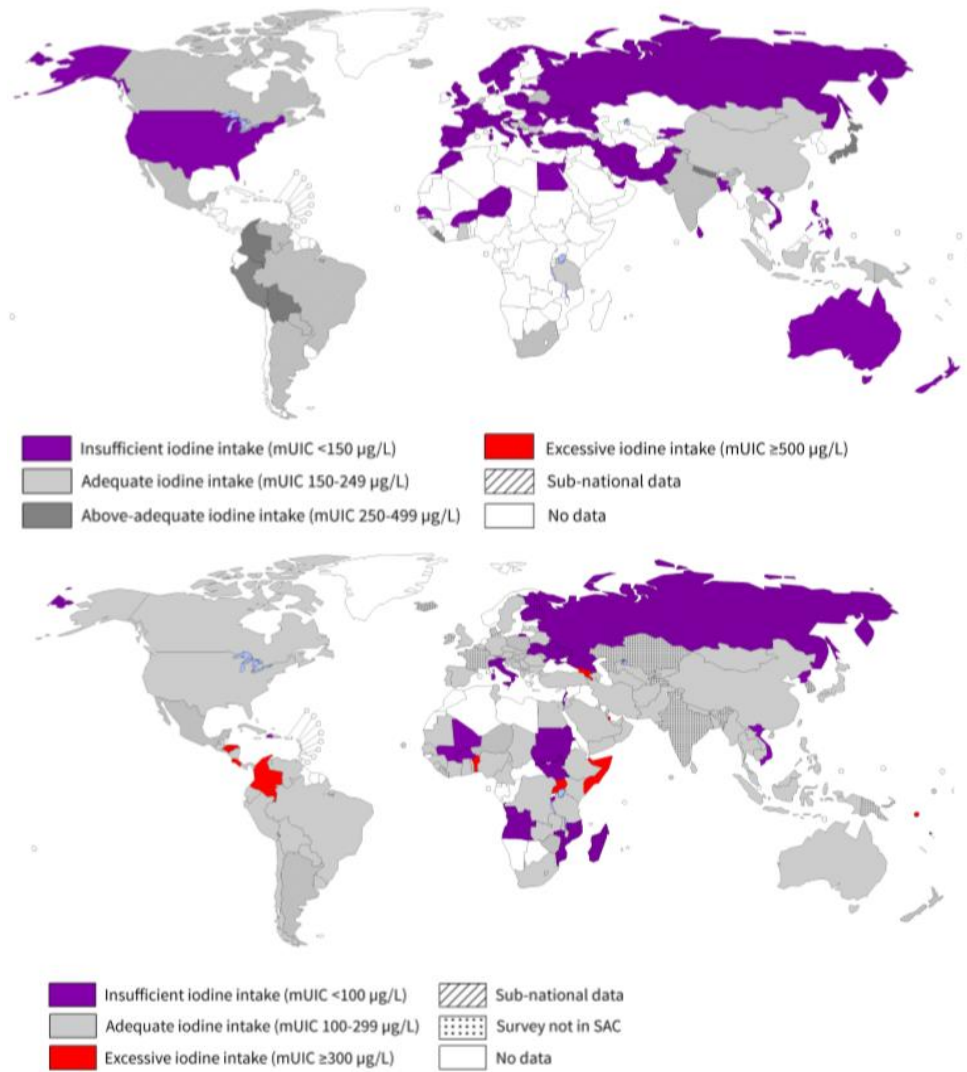 Insufficient iodine intake (mUIC <150 µg/L)
Adequate iodine intake (mUIC 150-249 µg/L)
Above-adequate iodine intake (mUIC 250-499 µg/L)
Excessive iodine intake (mUIC ≥500 µg/L)
Sub-national data
No data
Insufficient iodine intake (mUIC <100 µg/L)
Adequate iodine intake (mUIC 100-299 µg/L)
Excessive iodine intake (mUIC ≥300 µg/L)
Sub-national data
Survey not in SAC
No data